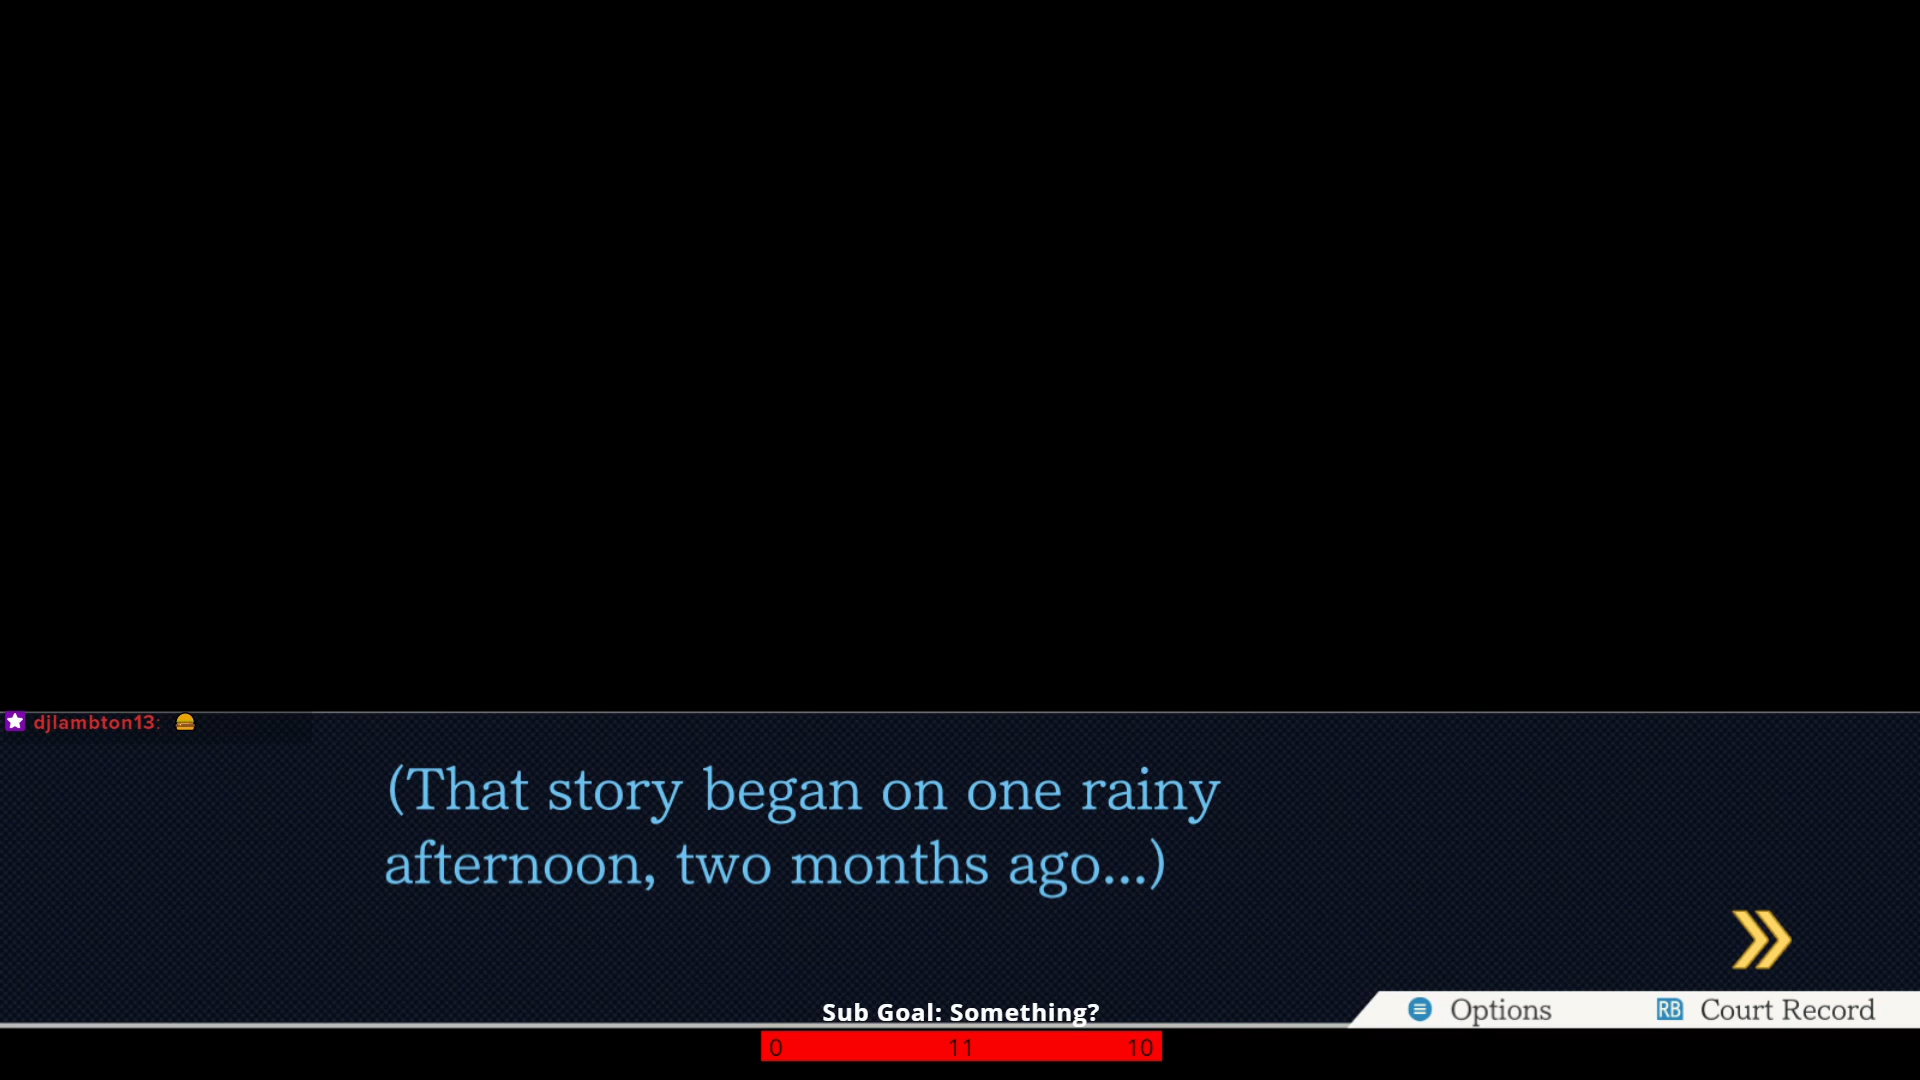 djlambton13: 🍔
(That story began on one rainy
afternoon, two months ago...)
Sub Goal: Something?
Options
RB Court Record
0 11 10